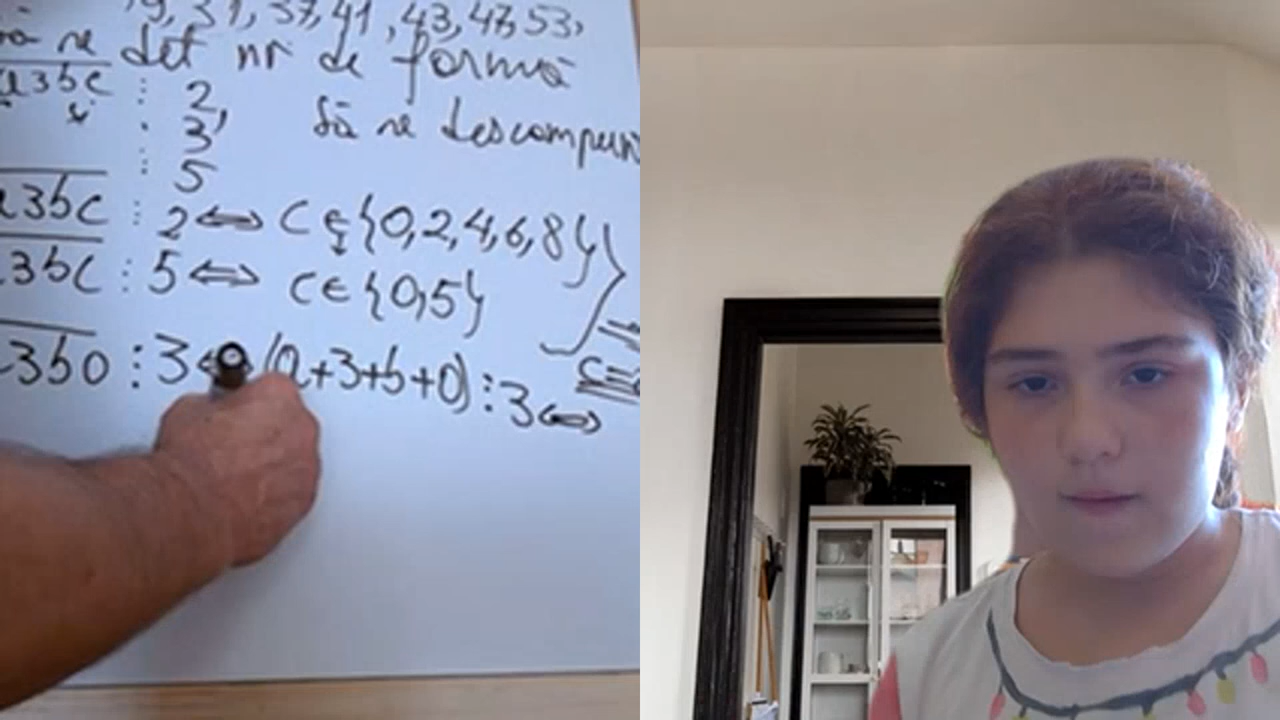 9, 31, 37, 41, 43, 47, 53,
Să se det nr de formă
a3bc ⋮ 2,
⋮ 3, Să se descompun
⋮ 5
a3bc ⋮ 2 ⇔ C ∈ {0, 2, 4, 6, 8}
a3bc ⋮ 5 ⇔ C ∈ {0, 5}
a3b0 ⋮ 3 ⇔ (a+3+b+0) ⋮ 3 ⇔